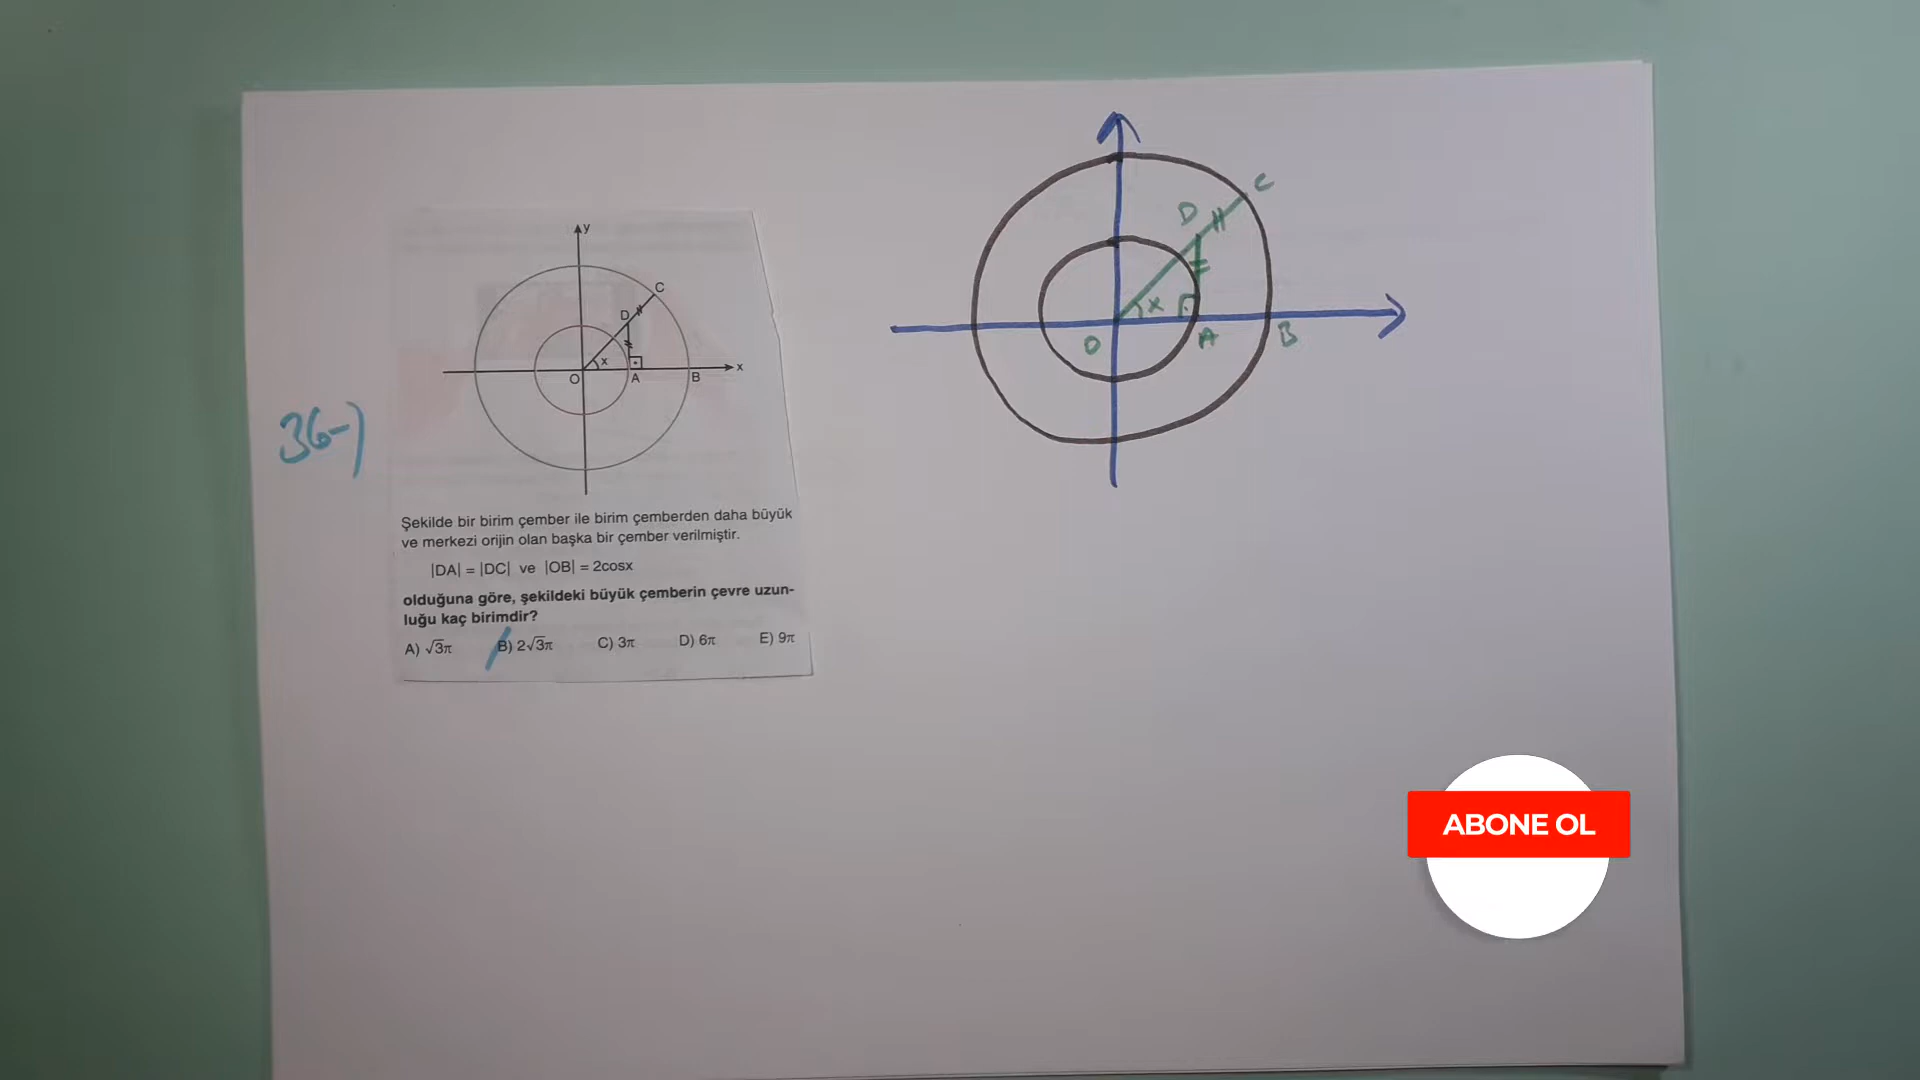 y
C
D
x
x
O
A
B
36-)
Şekilde bir birim çember ile birim çemberden daha büyük
ve merkezi orijin olan başka bir çember verilmiştir.
|DA| = |DC| ve |OB| = 2cosx
olduğuna göre, şekildeki büyük çemberin çevre uzun-
luğu kaç birimdir?
A) √3π B) 2√3π C) 3π D) 6π E) 9π
C
D
x
O
A
B
ABONE OL